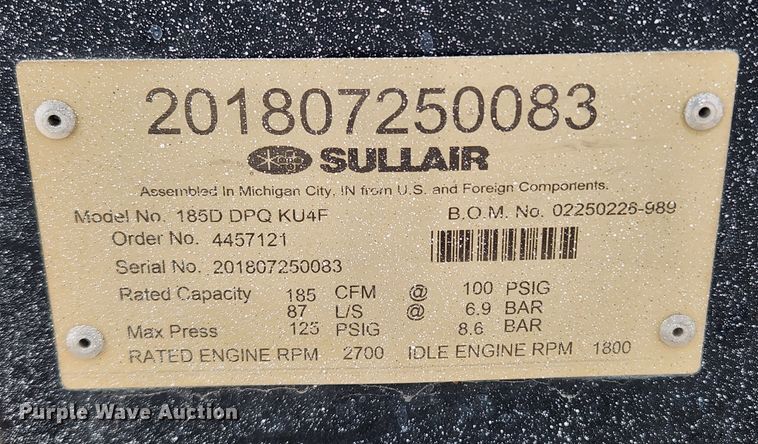 201807250083
SULLAIR
Assembled In Michigan City, IN from U.S. and Foreign Components.
Model No. 185D DPQ KU4F B.O.M. No. 02250226-989
Order No. 4457121
Serial No. 201807250083
Rated Capacity 185 CFM @ 100 PSIG
87 L/S @ 6.9 BAR
Max Press 125 PSIG 8.6 BAR
RATED ENGINE RPM 2700 IDLE ENGINE RPM 1800
Purple Wave Auction